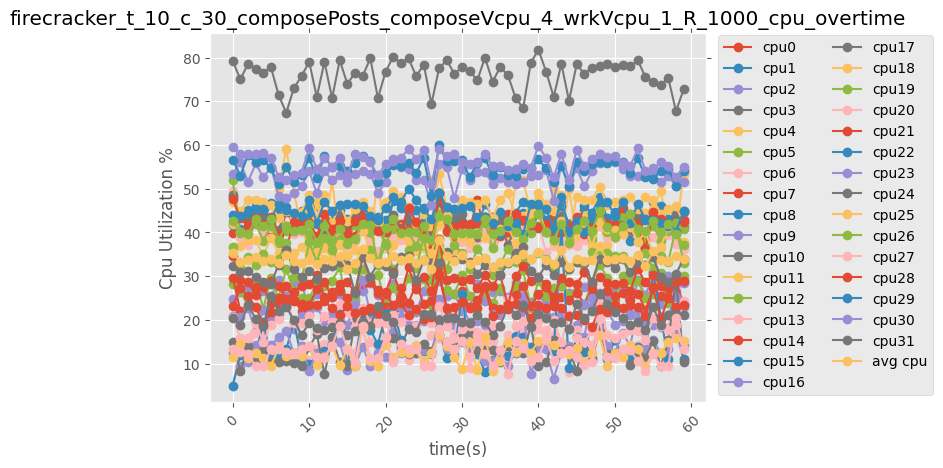 firecracker_t_10_c_30_composePosts_composeVcpu_4_wrkVcpu_1_R_1000_cpu_overtime
Cpu Utilization %
80
70
60
50
40
30
20
10
0
10
20
30
40
50
60
time(s)
cpu0
cpu1
cpu2
cpu3
cpu4
cpu5
cpu6
cpu7
cpu8
cpu9
cpu10
cpu11
cpu12
cpu13
cpu14
cpu15
cpu16
cpu17
cpu18
cpu19
cpu20
cpu21
cpu22
cpu23
cpu24
cpu25
cpu26
cpu27
cpu28
cpu29
cpu30
cpu31
avg cpu